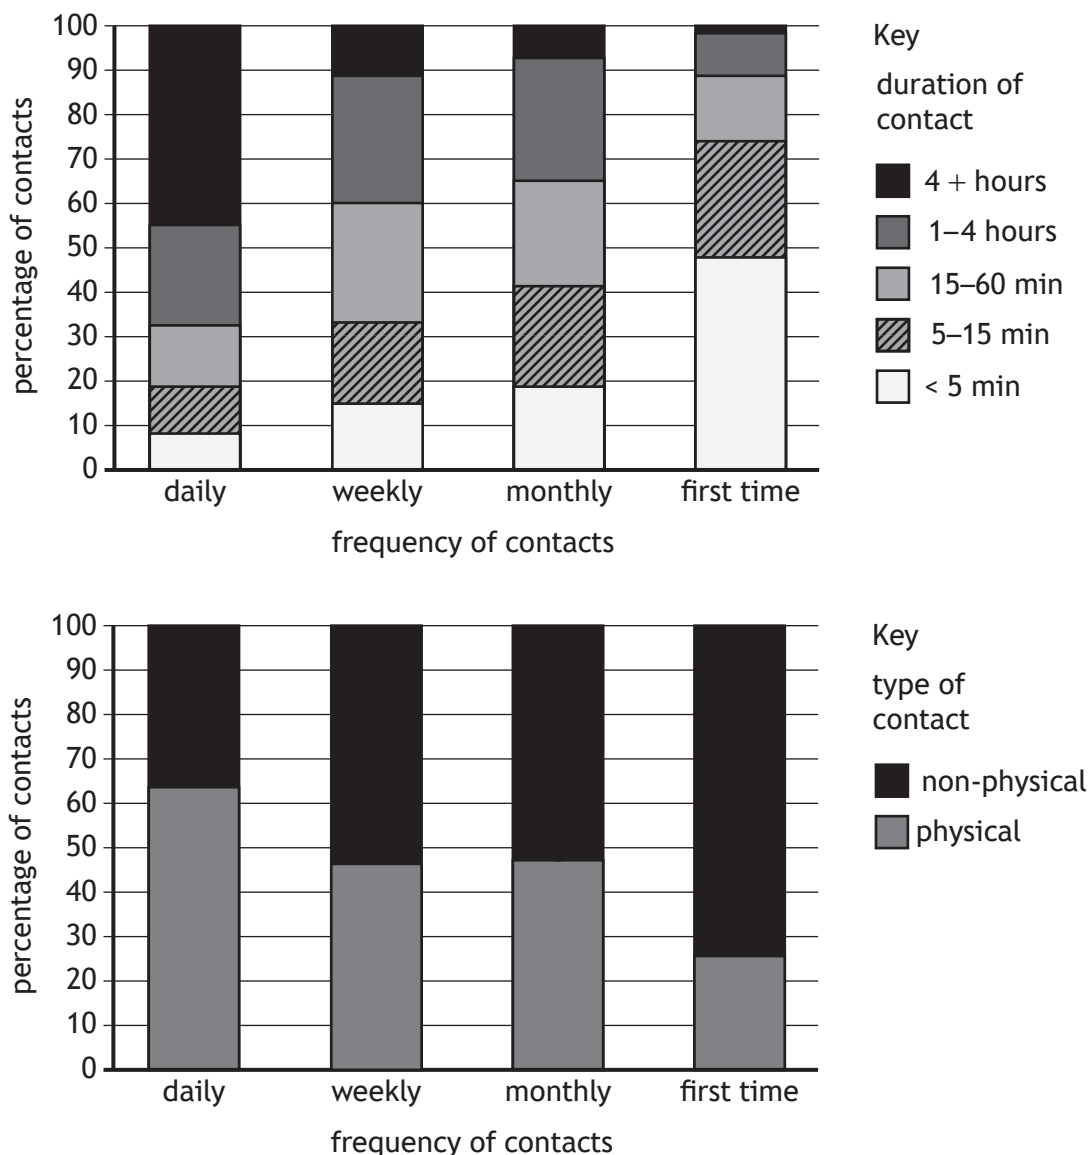 100
90
80
70
60
50
40
30
20
10
0
percentage of contacts
daily weekly monthly first time
frequency of contacts
Key
duration of
contact
4 + hours
1–4 hours
15–60 min
5–15 min
< 5 min
100
90
80
70
60
50
40
30
20
10
0
percentage of contacts
daily weekly monthly first time
frequency of contacts
Key
type of
contact
non-physical
physical